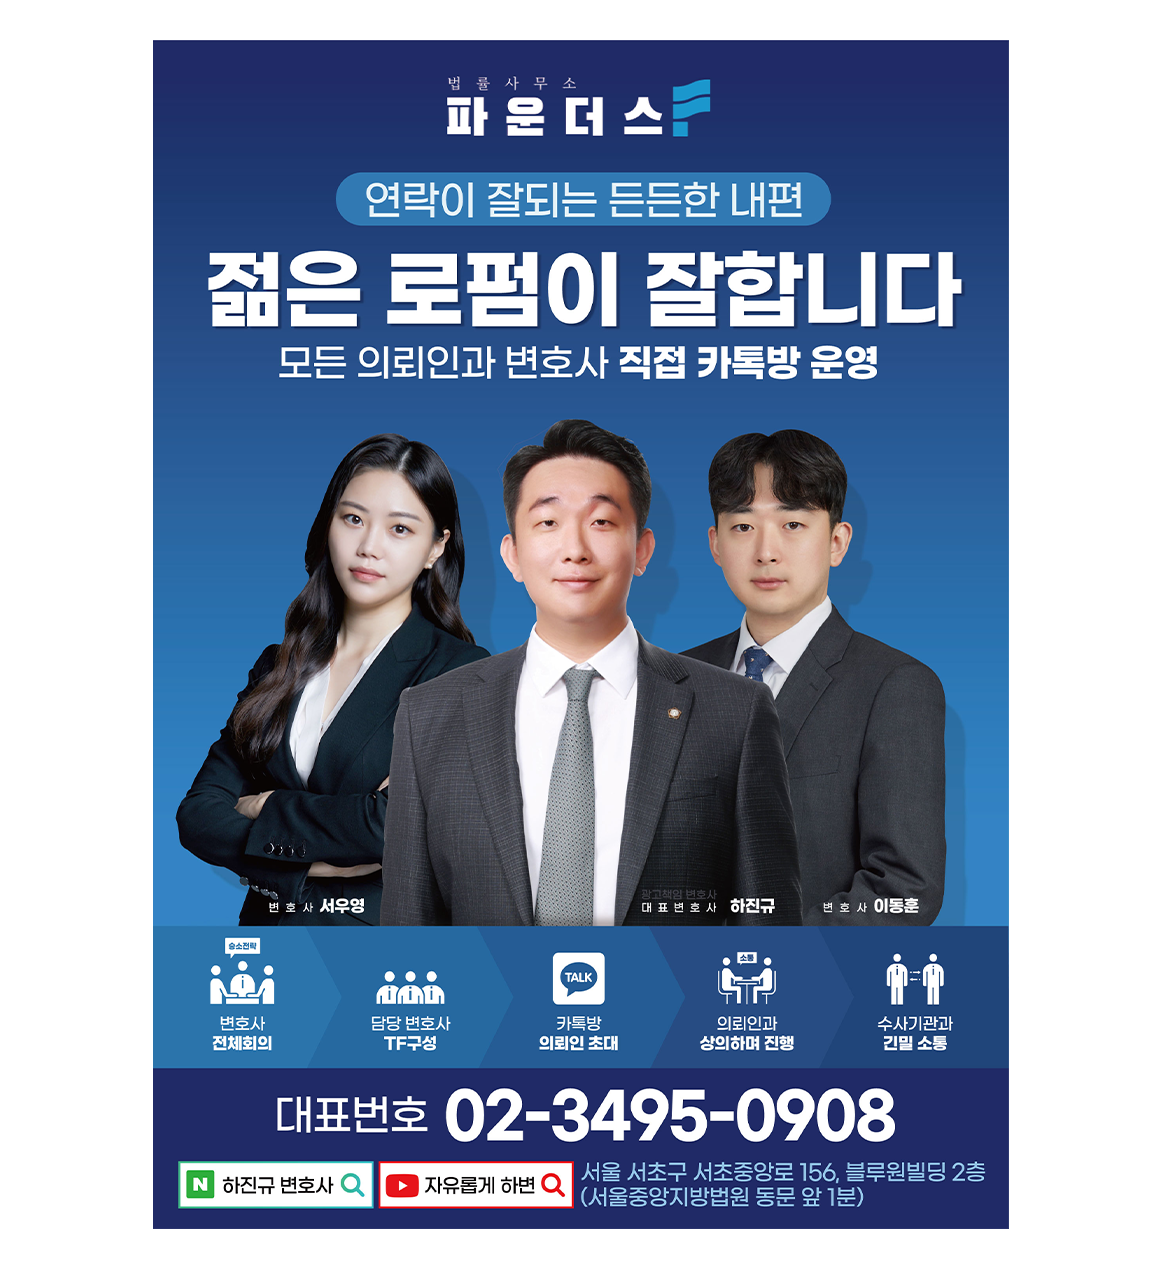 법률사무소
파운더스
연락이 잘되는 든든한 내편
젊은 로펌이 잘합니다
모든 의뢰인과 변호사 직접 카톡방 운영
변호사 서우영
광고책임 변호사
대표변호사 하진규
변호사 이동훈
승소전략
변호사
전체회의
담당 변호사
TF구성
TALK
카톡방
의뢰인 초대
소통
의뢰인과
상의하며 진행
수사기관과
긴밀 소통
대표번호 02-3495-0908
N 하진규 변호사
자유롭게 하변
서울 서초구 서초중앙로 156, 블루원빌딩 2층
(서울중앙지방법원 동문 앞 1분)